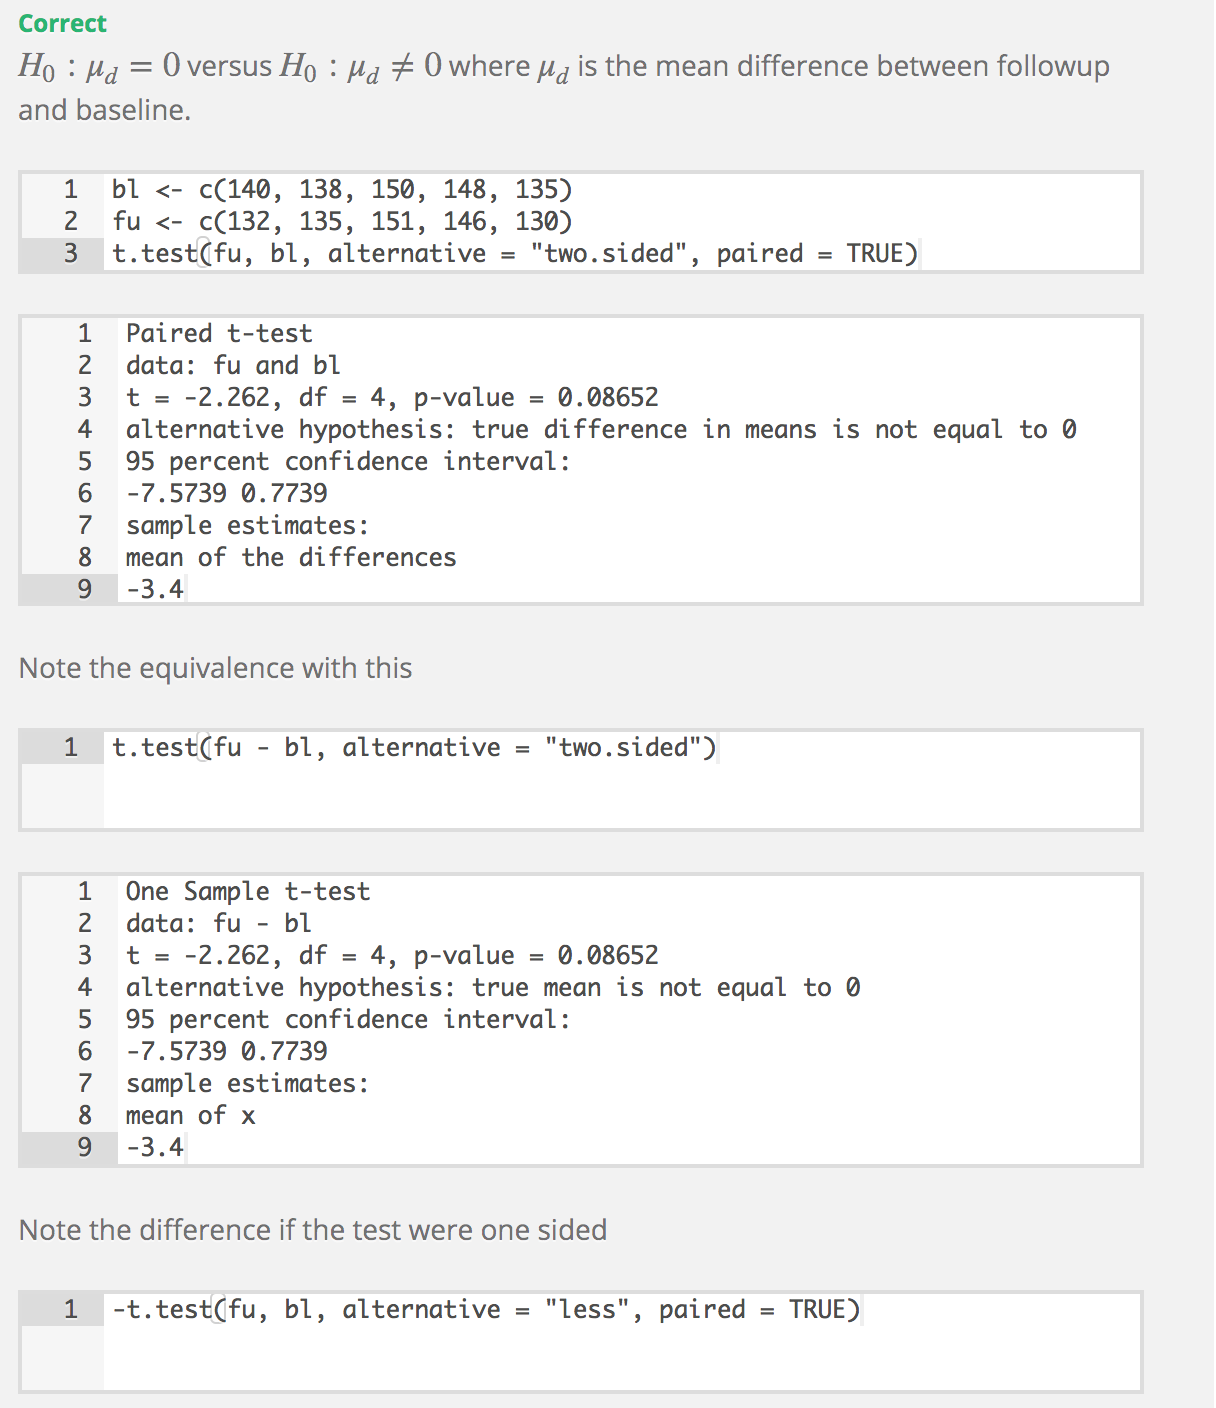 Correct
H₀ : μd = 0 versus H₀ : μd ≠ 0 where μd is the mean difference between followup
and baseline.
1 bl <- c(140, 138, 150, 148, 135)
2 fu <- c(132, 135, 151, 146, 130)
3 t.test(fu, bl, alternative = "two.sided", paired = TRUE)
1 Paired t-test
2 data: fu and bl
3 t = -2.262, df = 4, p-value = 0.08652
4 alternative hypothesis: true difference in means is not equal to 0
5 95 percent confidence interval:
6 -7.5739 0.7739
7 sample estimates:
8 mean of the differences
9 -3.4
Note the equivalence with this
1 t.test(fu - bl, alternative = "two.sided")
1 One Sample t-test
2 data: fu - bl
3 t = -2.262, df = 4, p-value = 0.08652
4 alternative hypothesis: true mean is not equal to 0
5 95 percent confidence interval:
6 -7.5739 0.7739
7 sample estimates:
8 mean of x
9 -3.4
Note the difference if the test were one sided
1 -t.test(fu, bl, alternative = "less", paired = TRUE)